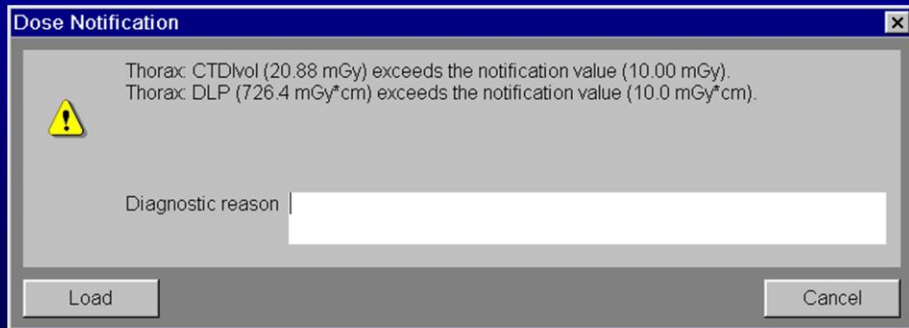 Dose Notification
Thorax: CTDIvol (20.88 mGy) exceeds the notification value (10.00 mGy).
Thorax: DLP (726.4 mGy*cm) exceeds the notification value (10.0 mGy*cm).
Diagnostic reason
Load
Cancel